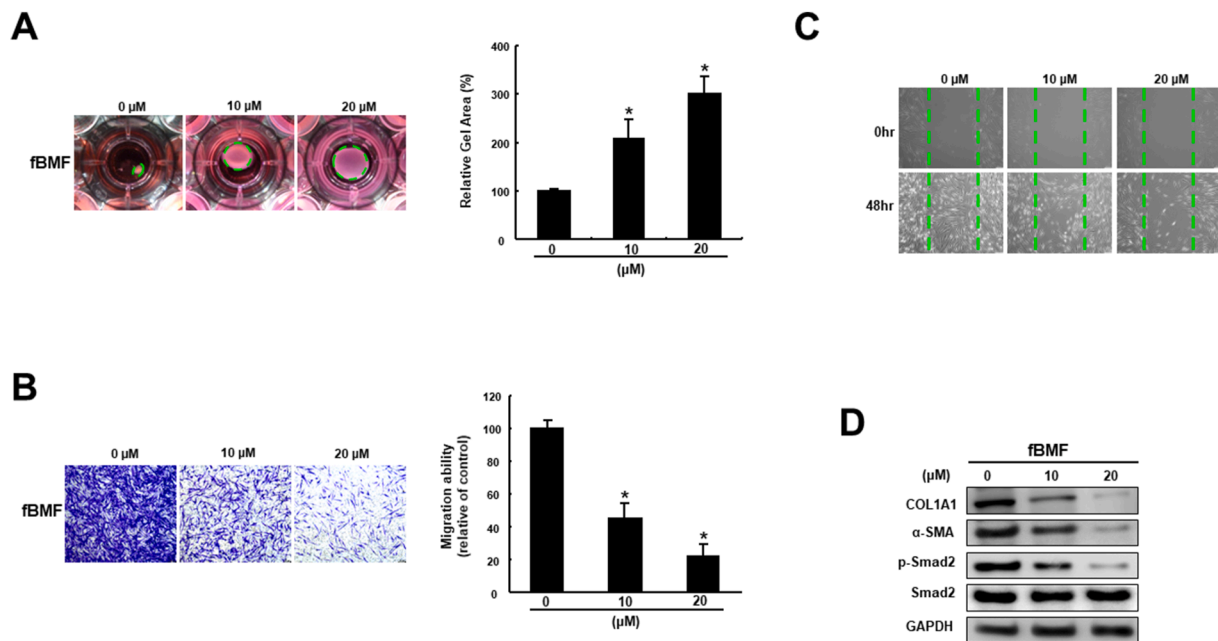 A
0 μM 10 μM 20 μM
fBMF
Relative Gel Area (%)
400
300
200
100
0
* *
0 10 20
(μM)
B
0 μM 10 μM 20 μM
fBMF
Migration ability
(relative of control)
120
100
80
60
40
20
0
* *
0 10 20
(μM)
C
0 μM 10 μM 20 μM
0hr
48hr
D
fBMF
(μM) 0 10 20
COL1A1
α-SMA
p-Smad2
Smad2
GAPDH